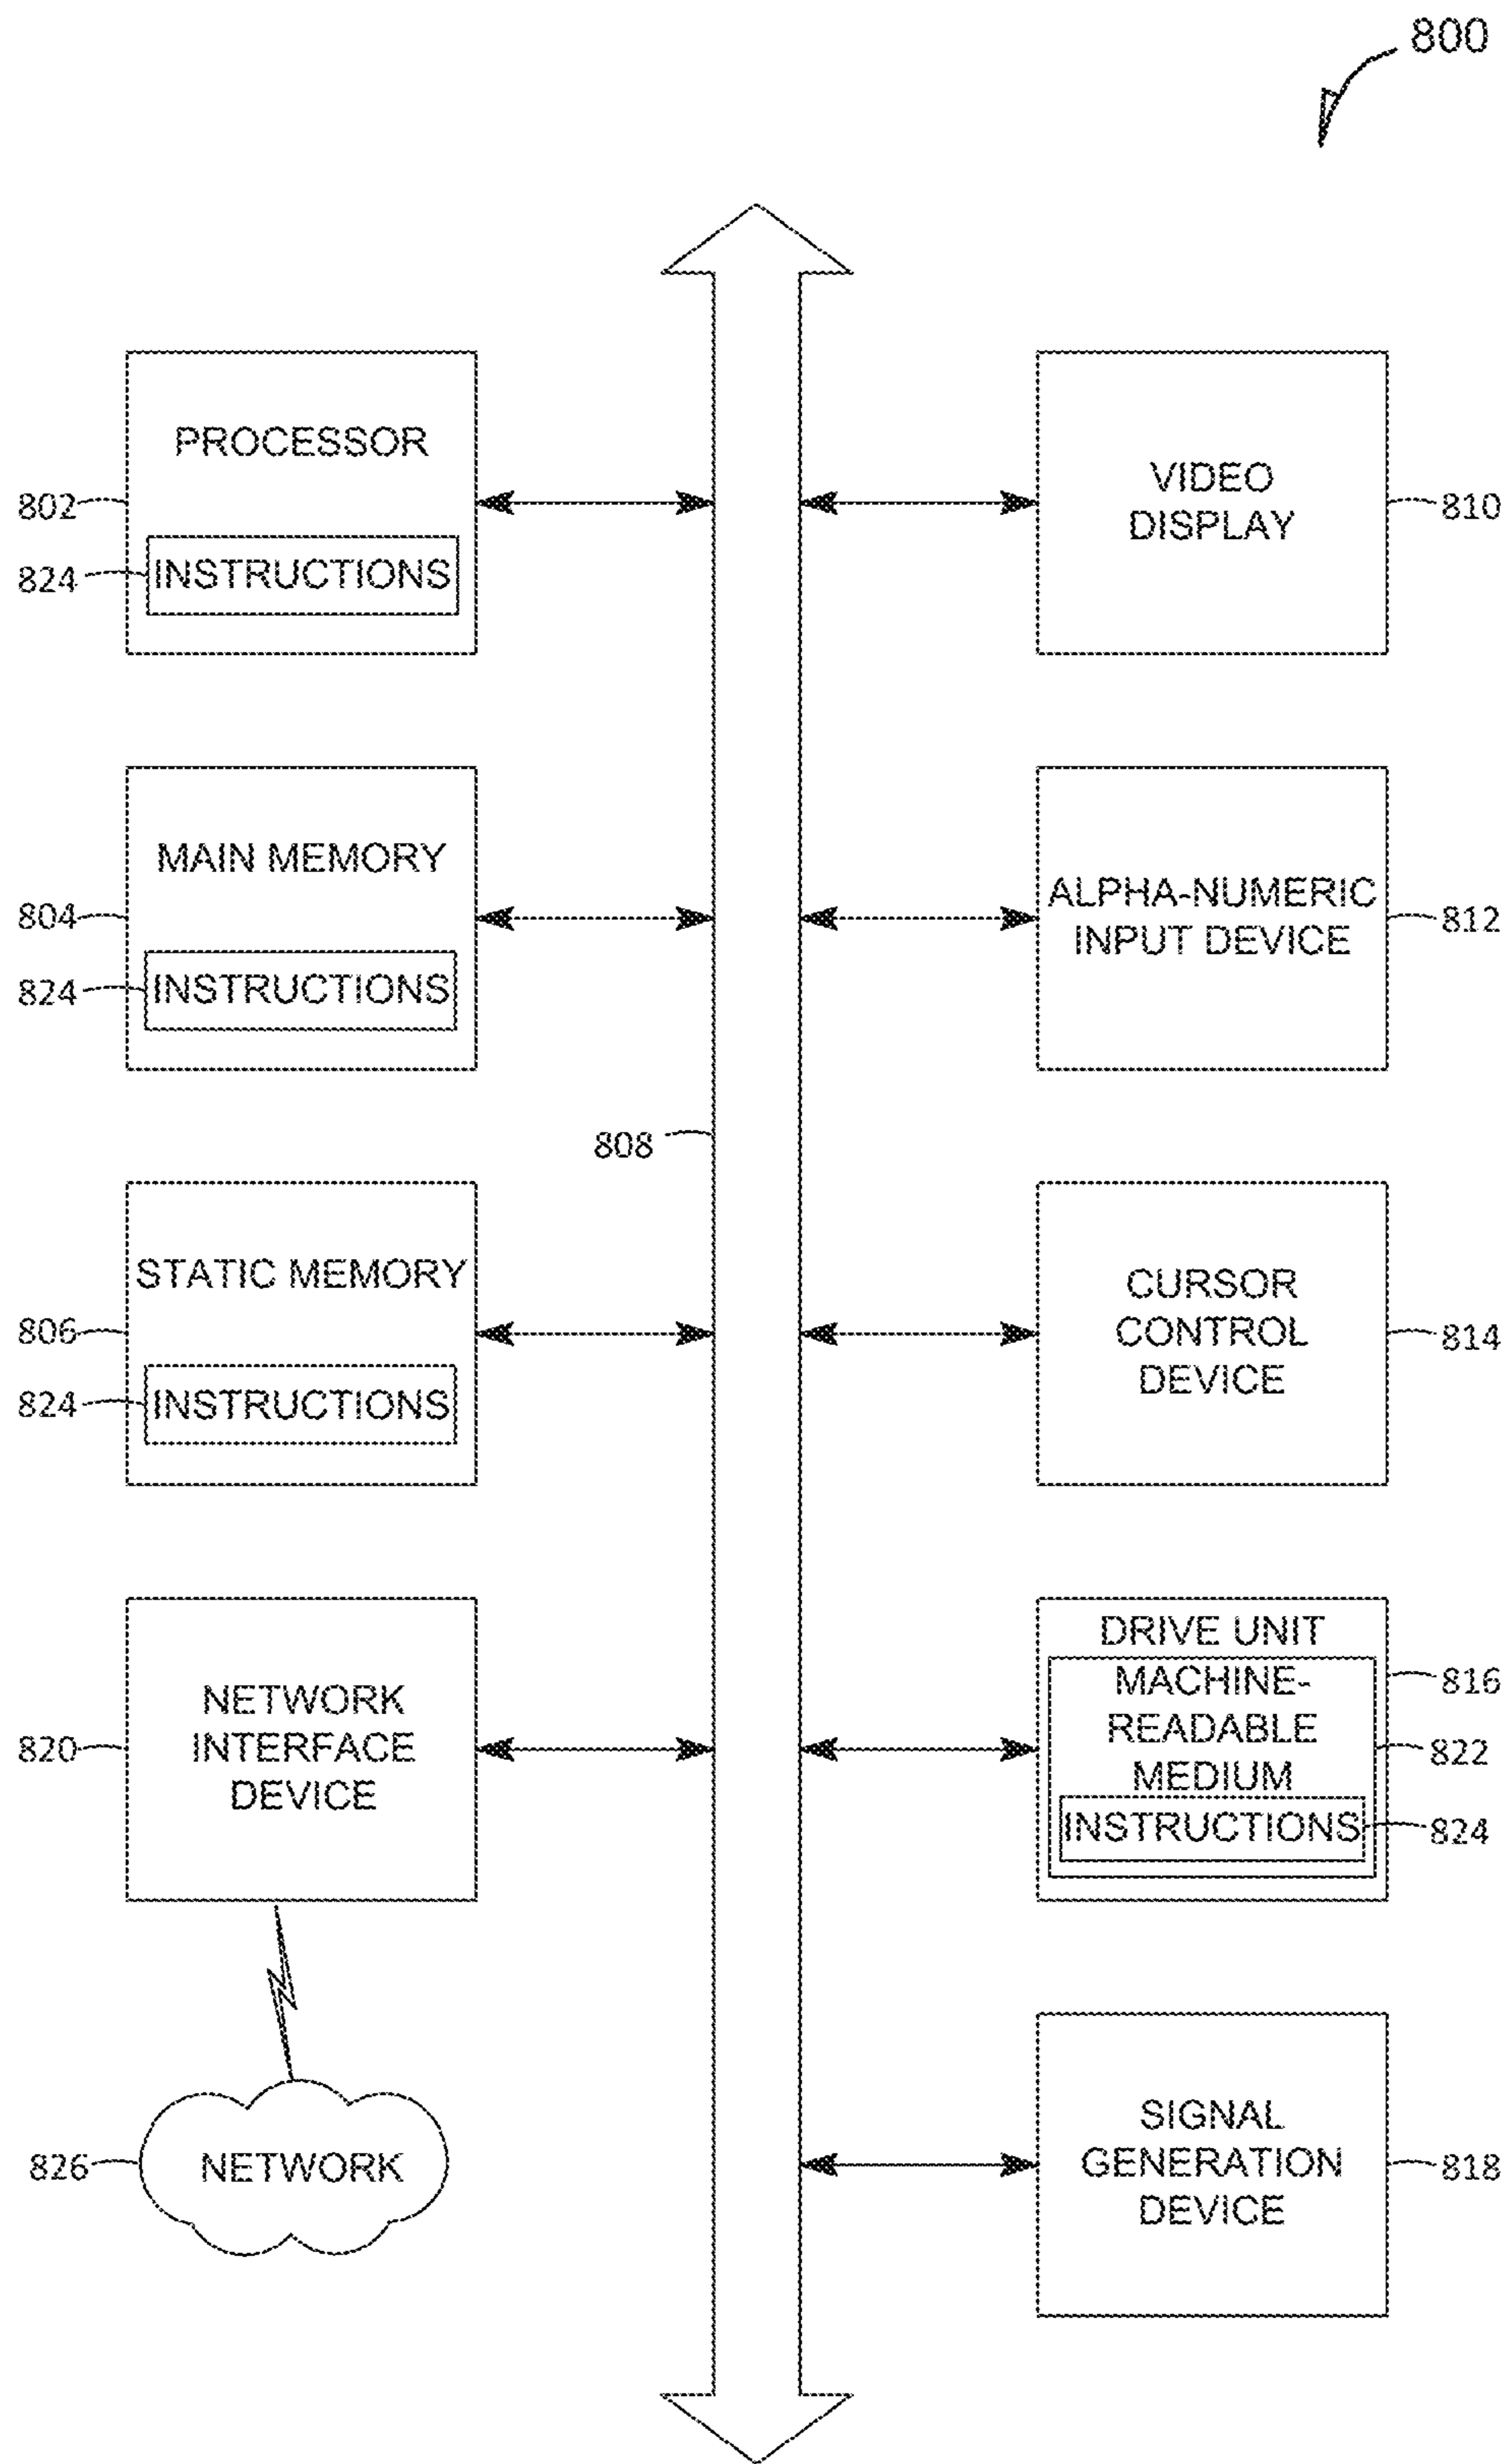 800
PROCESSOR
802
824
INSTRUCTIONS
VIDEO
DISPLAY
810
MAIN MEMORY
804
824
INSTRUCTIONS
ALPHA-NUMERIC
INPUT DEVICE
812
808
STATIC MEMORY
806
824
INSTRUCTIONS
CURSOR
CONTROL
DEVICE
814
NETWORK
INTERFACE
DEVICE
820
DRIVE UNIT
816
MACHINE-
READABLE
MEDIUM
822
INSTRUCTIONS
824
826
NETWORK
SIGNAL
GENERATION
DEVICE
818